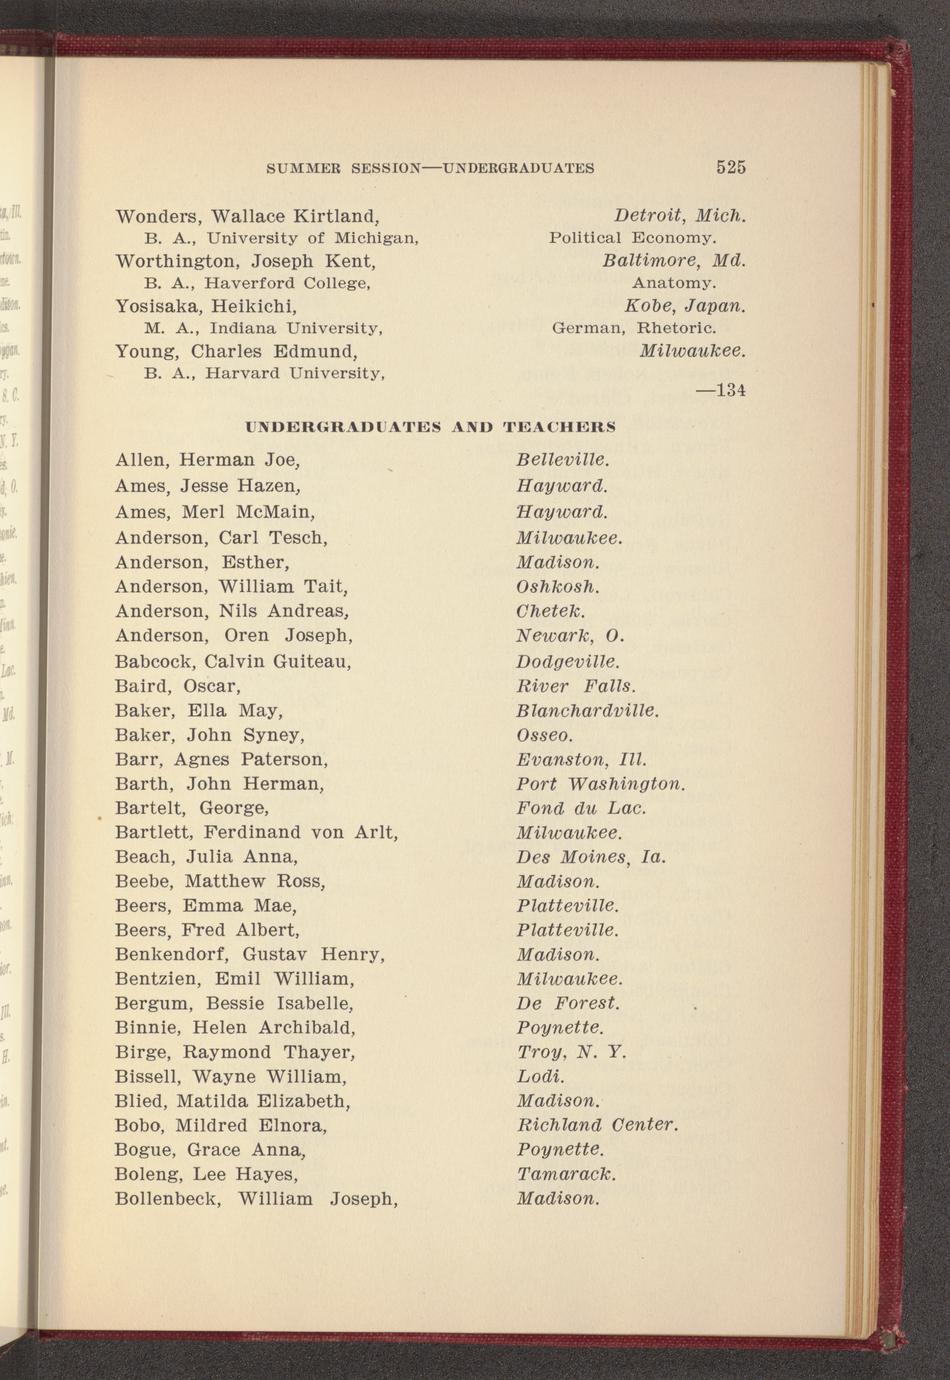 SUMMER SESSION—UNDERGRADUATES 525
Wonders, Wallace Kirtland, Detroit, Mich.
B. A., University of Michigan, Political Economy.
Worthington, Joseph Kent, Baltimore, Md.
B. A., Haverford College, Anatomy.
Yosisaka, Heikichi, Kobe, Japan.
M. A., Indiana University, German, Rhetoric.
Young, Charles Edmund, Milwaukee.
B. A., Harvard University,
—134
UNDERGRADUATES AND TEACHERS
Allen, Herman Joe, Belleville.
Ames, Jesse Hazen, Hayward.
Ames, Merl McMain, Hayward.
Anderson, Carl Tesch, Milwaukee.
Anderson, Esther, Madison.
Anderson, William Tait, Oshkosh.
Anderson, Nils Andreas, Chetek.
Anderson, Oren Joseph, Newark, O.
Babcock, Calvin Guiteau, Dodgeville.
Baird, Oscar, River Falls.
Baker, Ella May, Blanchardville.
Baker, John Syney, Osseo.
Barr, Agnes Paterson, Evanston, Ill.
Barth, John Herman, Port Washington.
Bartelt, George, Fond du Lac.
Bartlett, Ferdinand von Arlt, Milwaukee.
Beach, Julia Anna, Des Moines, Ia.
Beebe, Matthew Ross, Madison.
Beers, Emma Mae, Platteville.
Beers, Fred Albert, Platteville.
Benkendorf, Gustav Henry, Madison.
Bentzien, Emil William, Milwaukee.
Bergum, Bessie Isabelle, De Forest.
Binnie, Helen Archibald, Poynette.
Birge, Raymond Thayer, Troy, N. Y.
Bissell, Wayne William, Lodi.
Blied, Matilda Elizabeth, Madison.
Bobo, Mildred Elnora, Richland Center.
Bogue, Grace Anna, Poynette.
Boleng, Lee Hayes, Tamarack.
Bollenbeck, William Joseph, Madison.